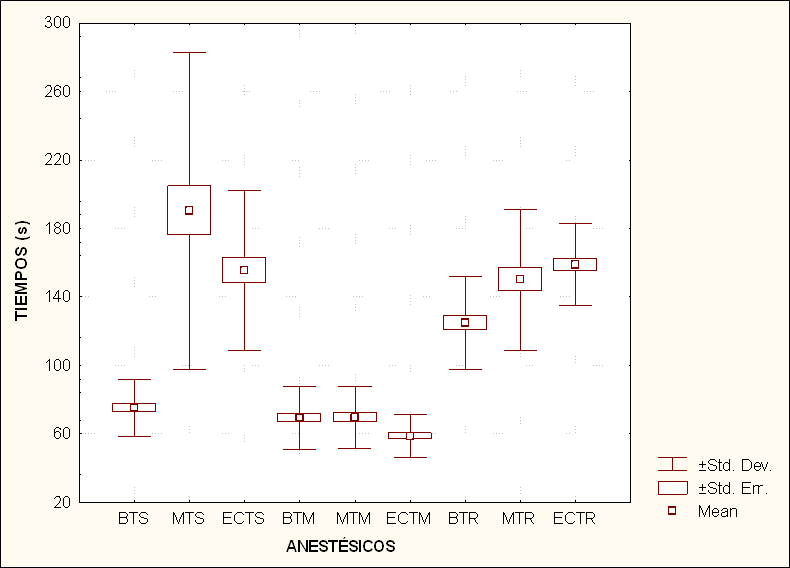 300
260
220
180
140
100
60
20
TIEMPOS (s)
BTS MTS ECTS BTM MTM ECTM BTR MTR ECTR
ANESTÉSICOS
±Std. Dev.
±Std. Err.
Mean